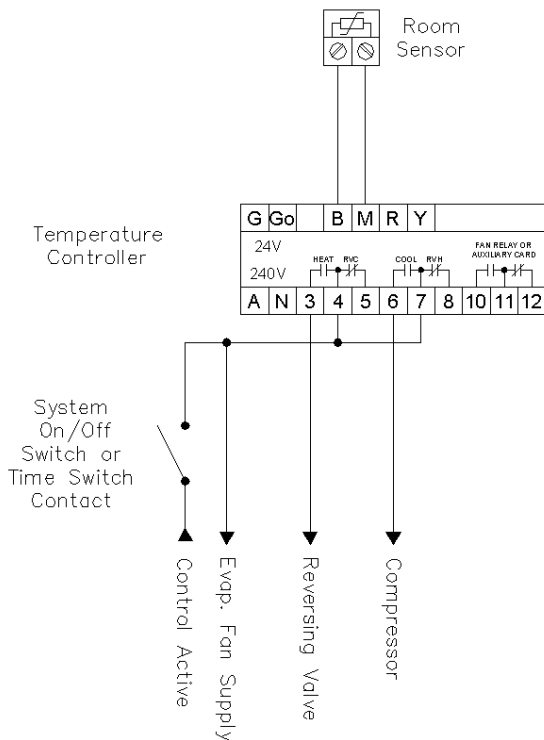 Room
Sensor
Temperature
Controller
G Go B M R Y
24V
240V
HEAT RVC
COOL RVH
FAN RELAY OR
AUXILIARY CARD
A N 3 4 5 6 7 8 10 11 12
System
On/Off
Switch or
Time Switch
Contact
Control Active
Evap. Fan Supply
Reversing Valve
Compressor